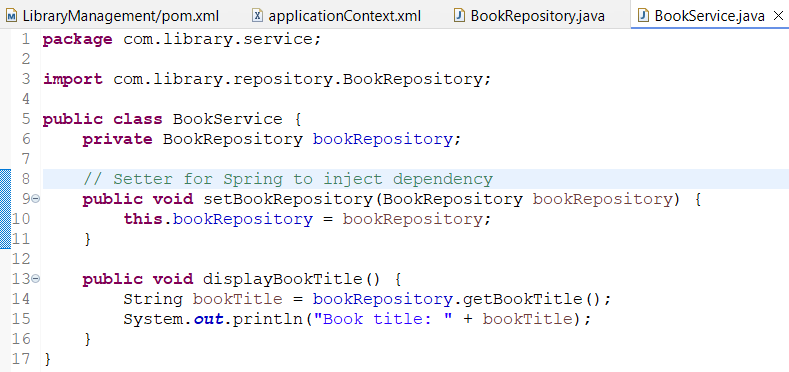 LibraryManagement/pom.xml applicationContext.xml BookRepository.java BookService.java
1 package com.library.service;
2
3 import com.library.repository.BookRepository;
4
5 public class BookService {
6     private BookRepository bookRepository;
7
8     // Setter for Spring to inject dependency
9     public void setBookRepository(BookRepository bookRepository) {
10         this.bookRepository = bookRepository;
11     }
12
13     public void displayBookTitle() {
14         String bookTitle = bookRepository.getBookTitle();
15         System.out.println("Book title: " + bookTitle);
16     }
17 }